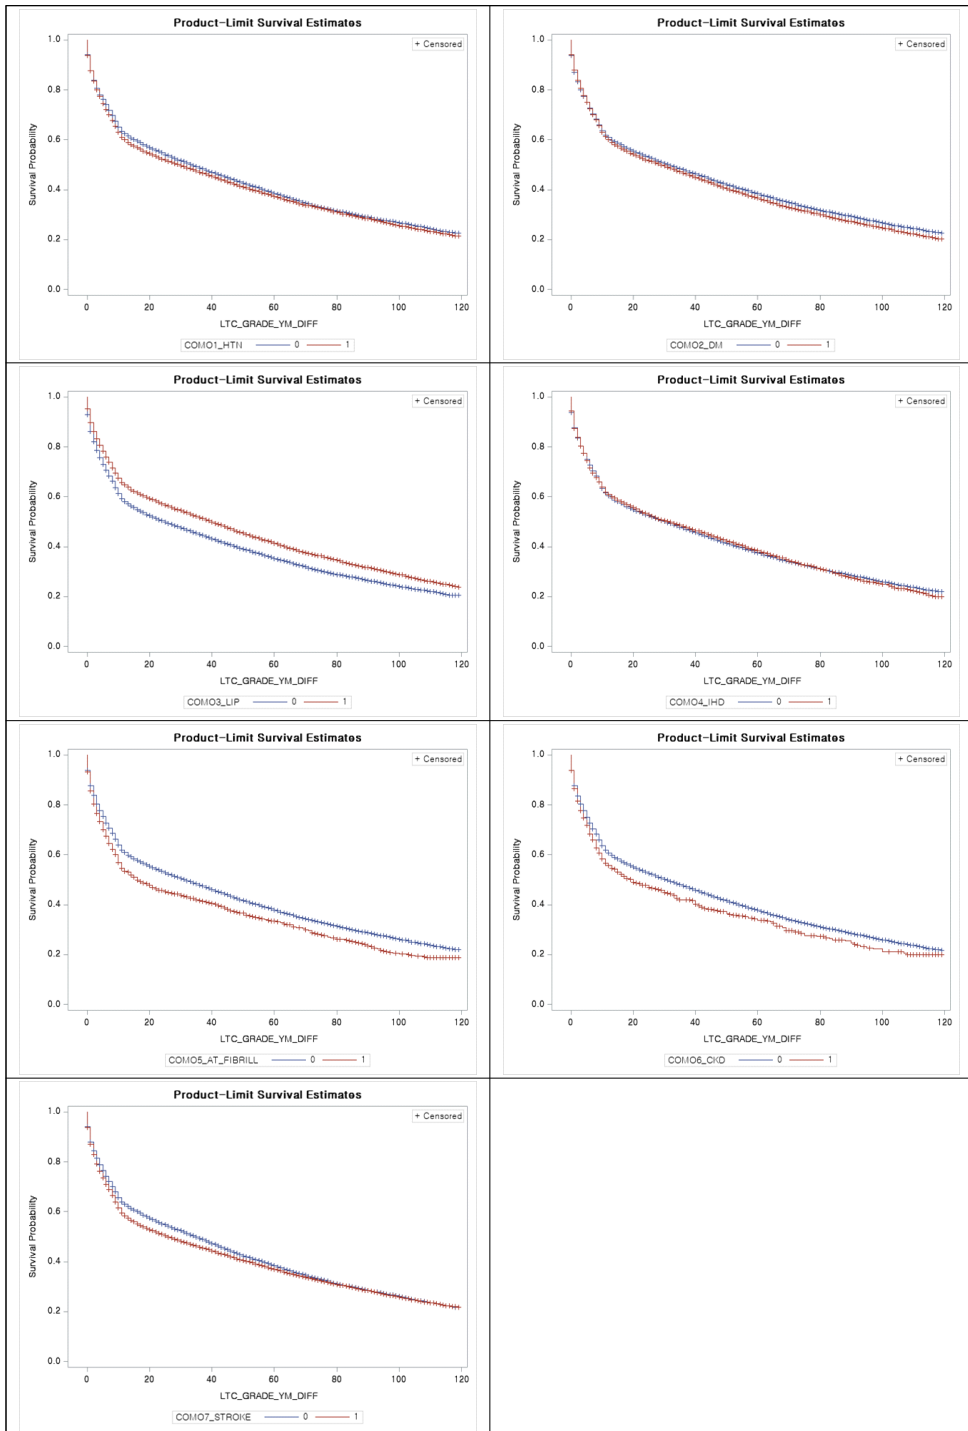 Product-Limit Survival Estimates
+ Censored
1.0
0.8
0.6
0.4
0.2
0.0
Survival Probability
0 20 40 60 80 100 120
LTC_GRADE_YM_DIFF
COMO1_HTN 0 1
Product-Limit Survival Estimates
+ Censored
1.0
0.8
0.6
0.4
0.2
0.0
Survival Probability
0 20 40 60 80 100 120
LTC_GRADE_YM_DIFF
COMO2_DM 0 1
Product-Limit Survival Estimates
+ Censored
1.0
0.8
0.6
0.4
0.2
0.0
Survival Probability
0 20 40 60 80 100 120
LTC_GRADE_YM_DIFF
COMO3_LIP 0 1
Product-Limit Survival Estimates
+ Censored
1.0
0.8
0.6
0.4
0.2
0.0
Survival Probability
0 20 40 60 80 100 120
LTC_GRADE_YM_DIFF
COMO4_IHD 0 1
Product-Limit Survival Estimates
+ Censored
1.0
0.8
0.6
0.4
0.2
0.0
Survival Probability
0 20 40 60 80 100 120
LTC_GRADE_YM_DIFF
COMO5_AT_FIBRILL 0 1
Product-Limit Survival Estimates
+ Censored
1.0
0.8
0.6
0.4
0.2
0.0
Survival Probability
0 20 40 60 80 100 120
LTC_GRADE_YM_DIFF
COMO6_CKD 0 1
Product-Limit Survival Estimates
+ Censored
1.0
0.8
0.6
0.4
0.2
0.0
Survival Probability
0 20 40 60 80 100 120
LTC_GRADE_YM_DIFF
COMO7_STROKE 0 1